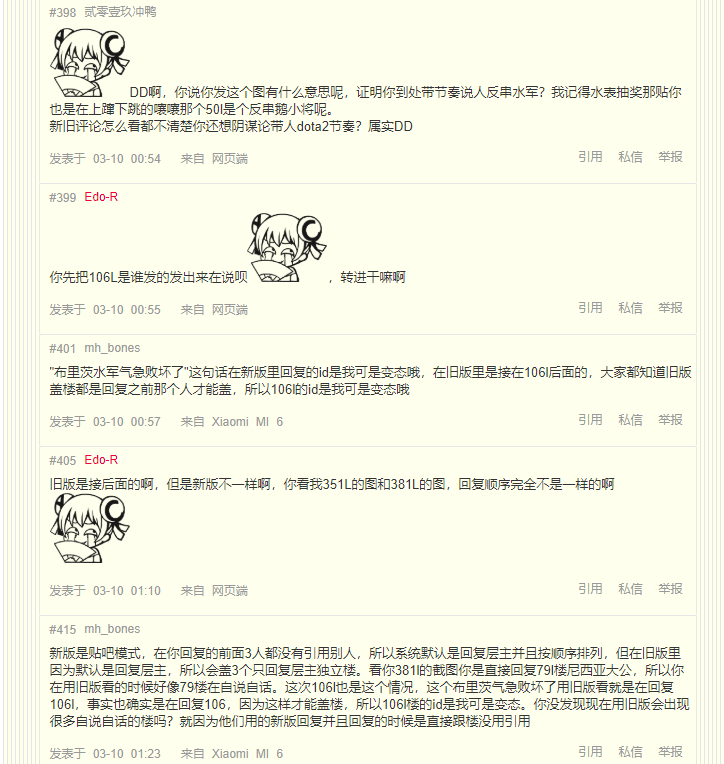 #398 贰零壹玖冲鸭
DD啊，你说你发这个图有什么意思呢，证明你到处带节奏说人反串水军？我记得水表抽奖那贴你
也是在上蹿下跳的嚷嚷那个50l是个反串鹅小将呢。
新旧评论怎么看都不清楚你还想阴谋论带人dota2节奏？属实DD
发表于 03-10 00:54 来自 网页端 引用 私信 举报
#399 Edo-R
你先把106L是谁发的发出来在说呗 ，转进干嘛啊
发表于 03-10 00:55 来自 网页端 引用 私信 举报
#401 mh_bones
"布里茨水军气急败坏了"这句话在新版里回复的id是我可是变态哦，在旧版里是接在106l后面的，大家都知道旧版
盖楼都是回复之前那个人才能盖，所以106l的id是我可是变态哦
发表于 03-10 00:57 来自 Xiaomi MI 6 引用 私信 举报
#405 Edo-R
旧版是接后面的啊，但是新版不一样啊，你看我351L的图和381L的图，回复顺序完全不是一样的啊
发表于 03-10 01:10 来自 网页端 引用 私信 举报
#415 mh_bones
新版是贴吧模式，在你回复的前面3人都没有引用别人，所以系统默认是回复层主并且按顺序排列，但在旧版里
因为默认是回复层主，所以会盖3个只回复层主独立楼。看你381l的截图你是直接回复79l楼尼西亚大公，所以你
在用旧版看的时候好像79楼在自说自话。这次106l也是这个情况，这个布里茨气急败坏了用旧版看就是在回复
106l，事实也确实是在回复106，因为这样才能盖楼，所以106l楼的id是我可是变态。你没发现现在用旧版会出现
很多自说自话的楼吗？就因为他们用的新版回复并且回复的时候是直接跟楼没用引用
发表于 03-10 01:23 来自 Xiaomi MI 6 引用 私信 举报